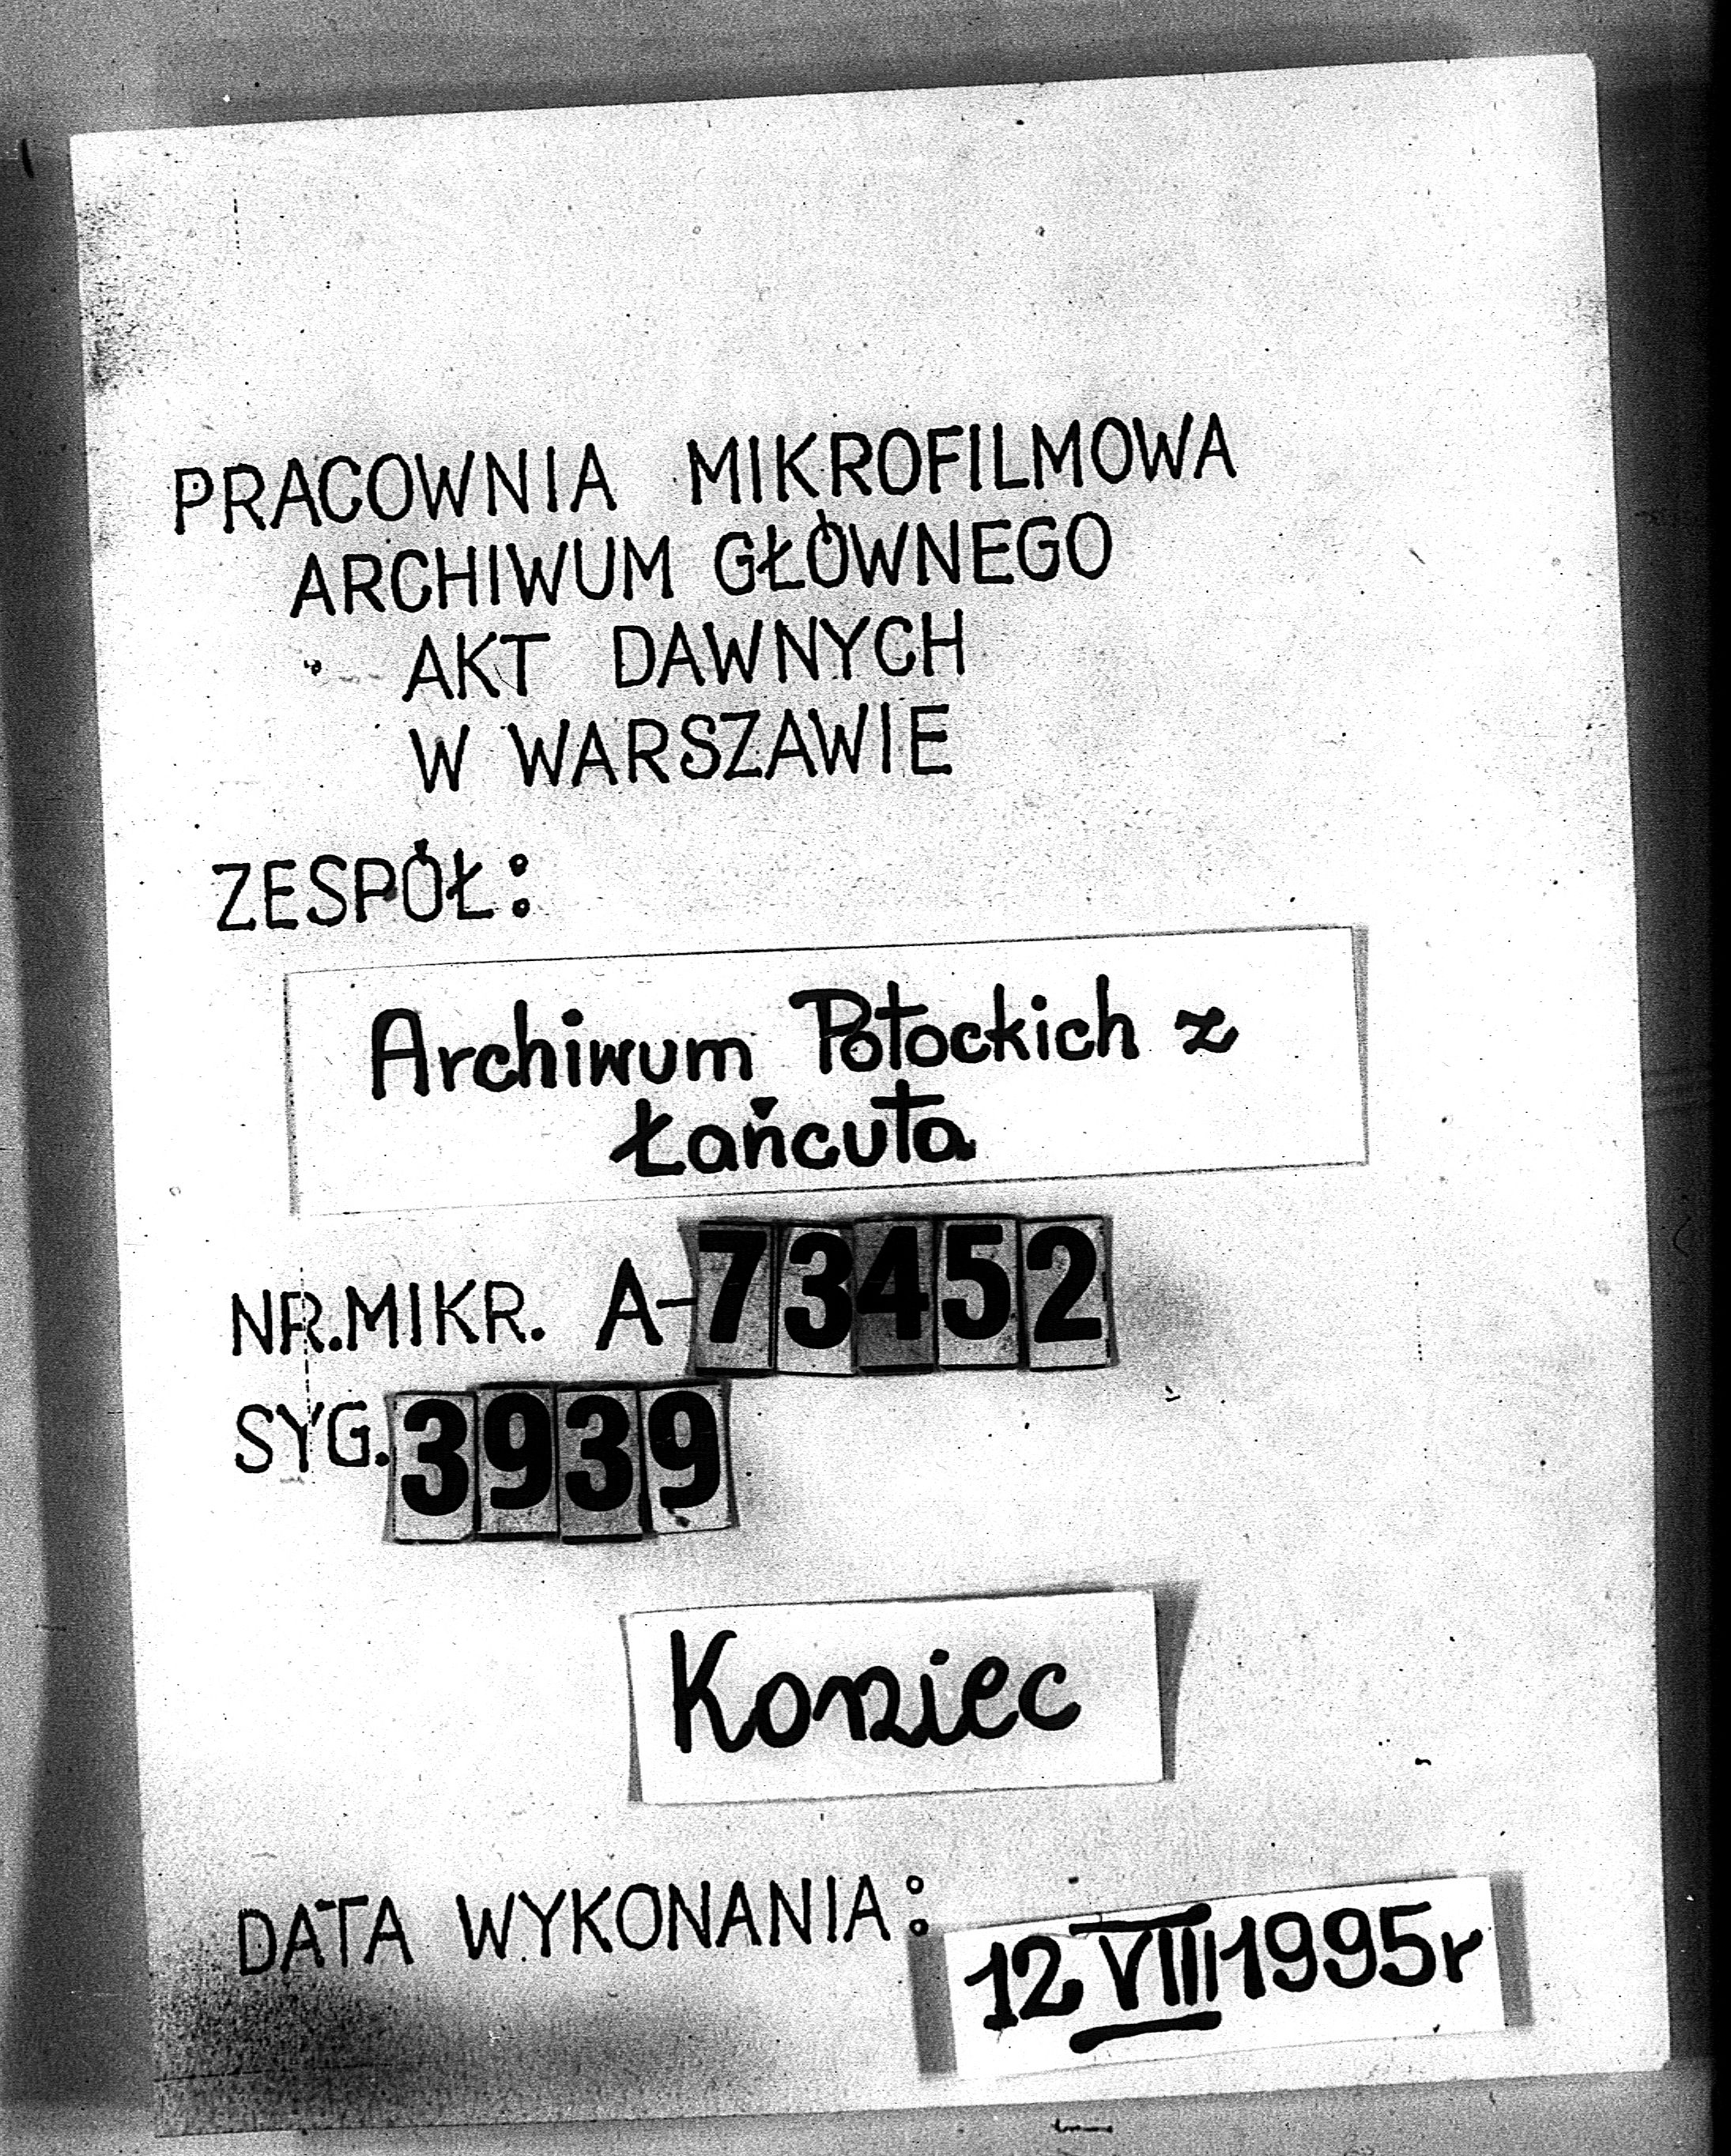 PRACOWNIA MIKROFILMOWA
ARCHIWUM GŁÓWNEGO
AKT DAWNYCH
W WARSZAWIE
ZESPÓŁ:
Archiwum Potockich z
Łańcuta
NR.MIKR. A-73452
SYG.3939
Koniec
DATA WYKONANIA: 12 VIII 1995r